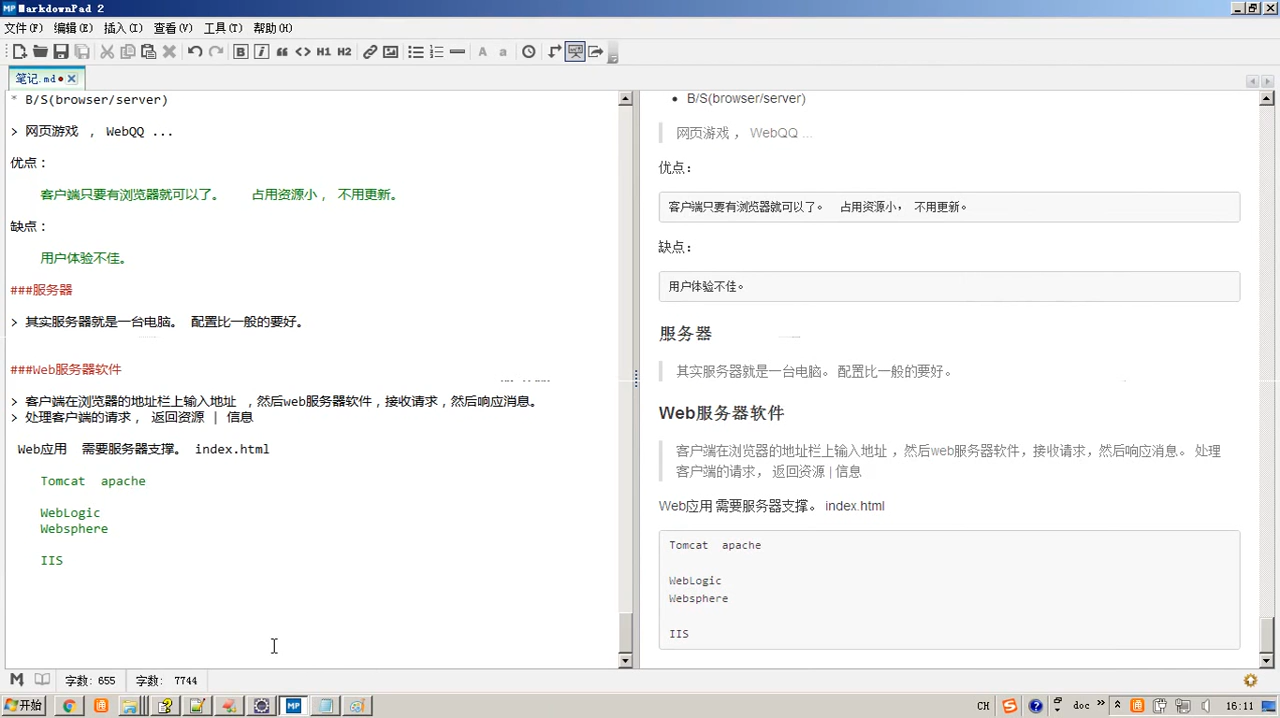 MarkdownPad 2
文件(F) 编辑(E) 插入(I) 查看(V) 工具(T) 帮助(H)
B i “ <> H1 H2 A a
笔记.md
* B/S(browser/server)
> 网页游戏 ， WebQQ ...
优点：
客户端只要有浏览器就可以了。 占用资源小， 不用更新。
缺点：
用户体验不佳。
###服务器
> 其实服务器就是一台电脑。 配置比一般的要好。
###Web服务器软件
> 客户端在浏览器的地址栏上输入地址 ，然后web服务器软件，接收请求，然后响应消息。
> 处理客户端的请求， 返回资源 | 信息
Web应用 需要服务器支撑。 index.html
Tomcat apache
WebLogic
Websphere
IIS
• B/S(browser/server)
网页游戏 ， WebQQ ...
优点：
客户端只要有浏览器就可以了。 占用资源小， 不用更新。
缺点：
用户体验不佳。
服务器
其实服务器就是一台电脑。 配置比一般的要好。
Web服务器软件
客户端在浏览器的地址栏上输入地址 ，然后web服务器软件，接收请求，然后响应消息。 处理
客户端的请求， 返回资源 | 信息
Web应用 需要服务器支撑。 index.html
Tomcat apache
WebLogic
Websphere
IIS
字数: 655 字数: 7744
开始 CH doc 16:11